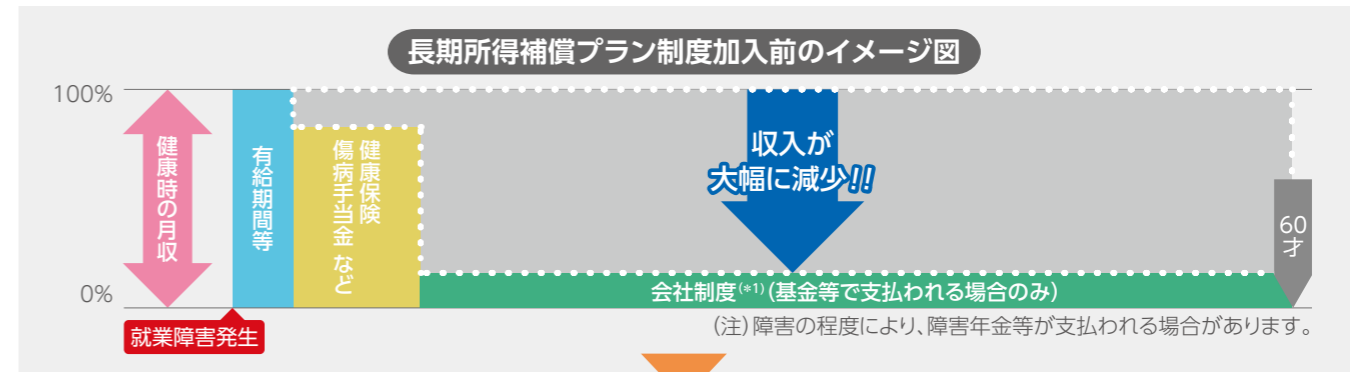 長期所得補償プラン制度加入前のイメージ図
100%
0%
健康時の月収
有給期間等
健康保険
傷病手当金 など
収入が
大幅に減少!!
60才
会社制度(*1)(基金等で支払われる場合のみ)
就業障害発生
(注)障害の程度により、障害年金等が支払われる場合があります。